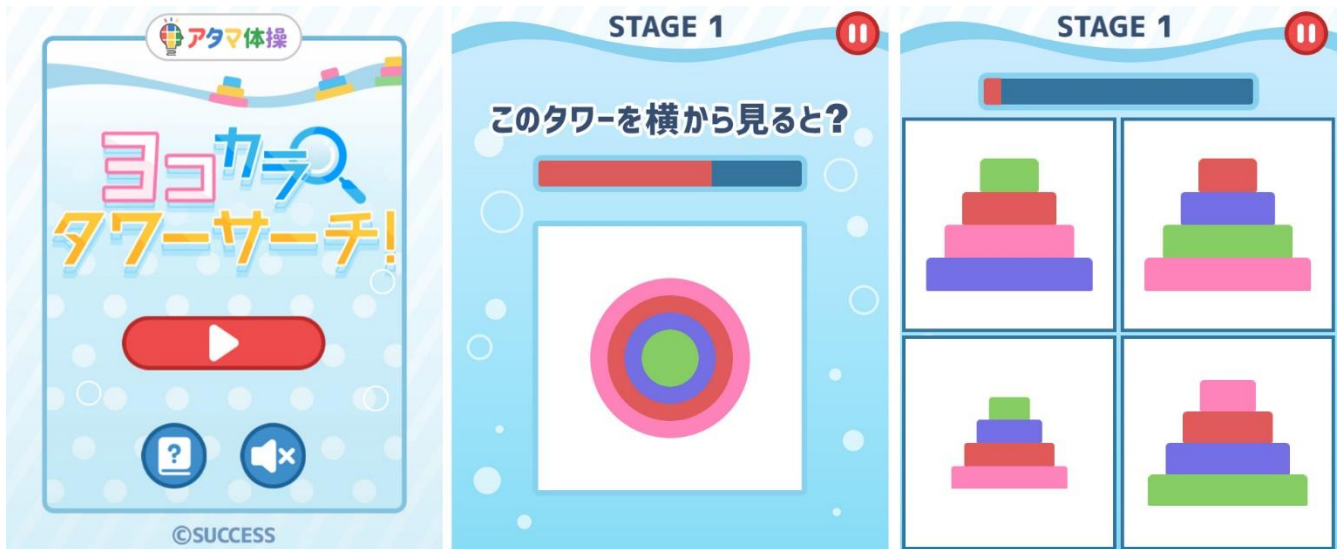 アタマ体操
ヨコカラ
タワーサーチ!
?
©SUCCESS
STAGE 1
このタワーを横から見ると?
STAGE 1